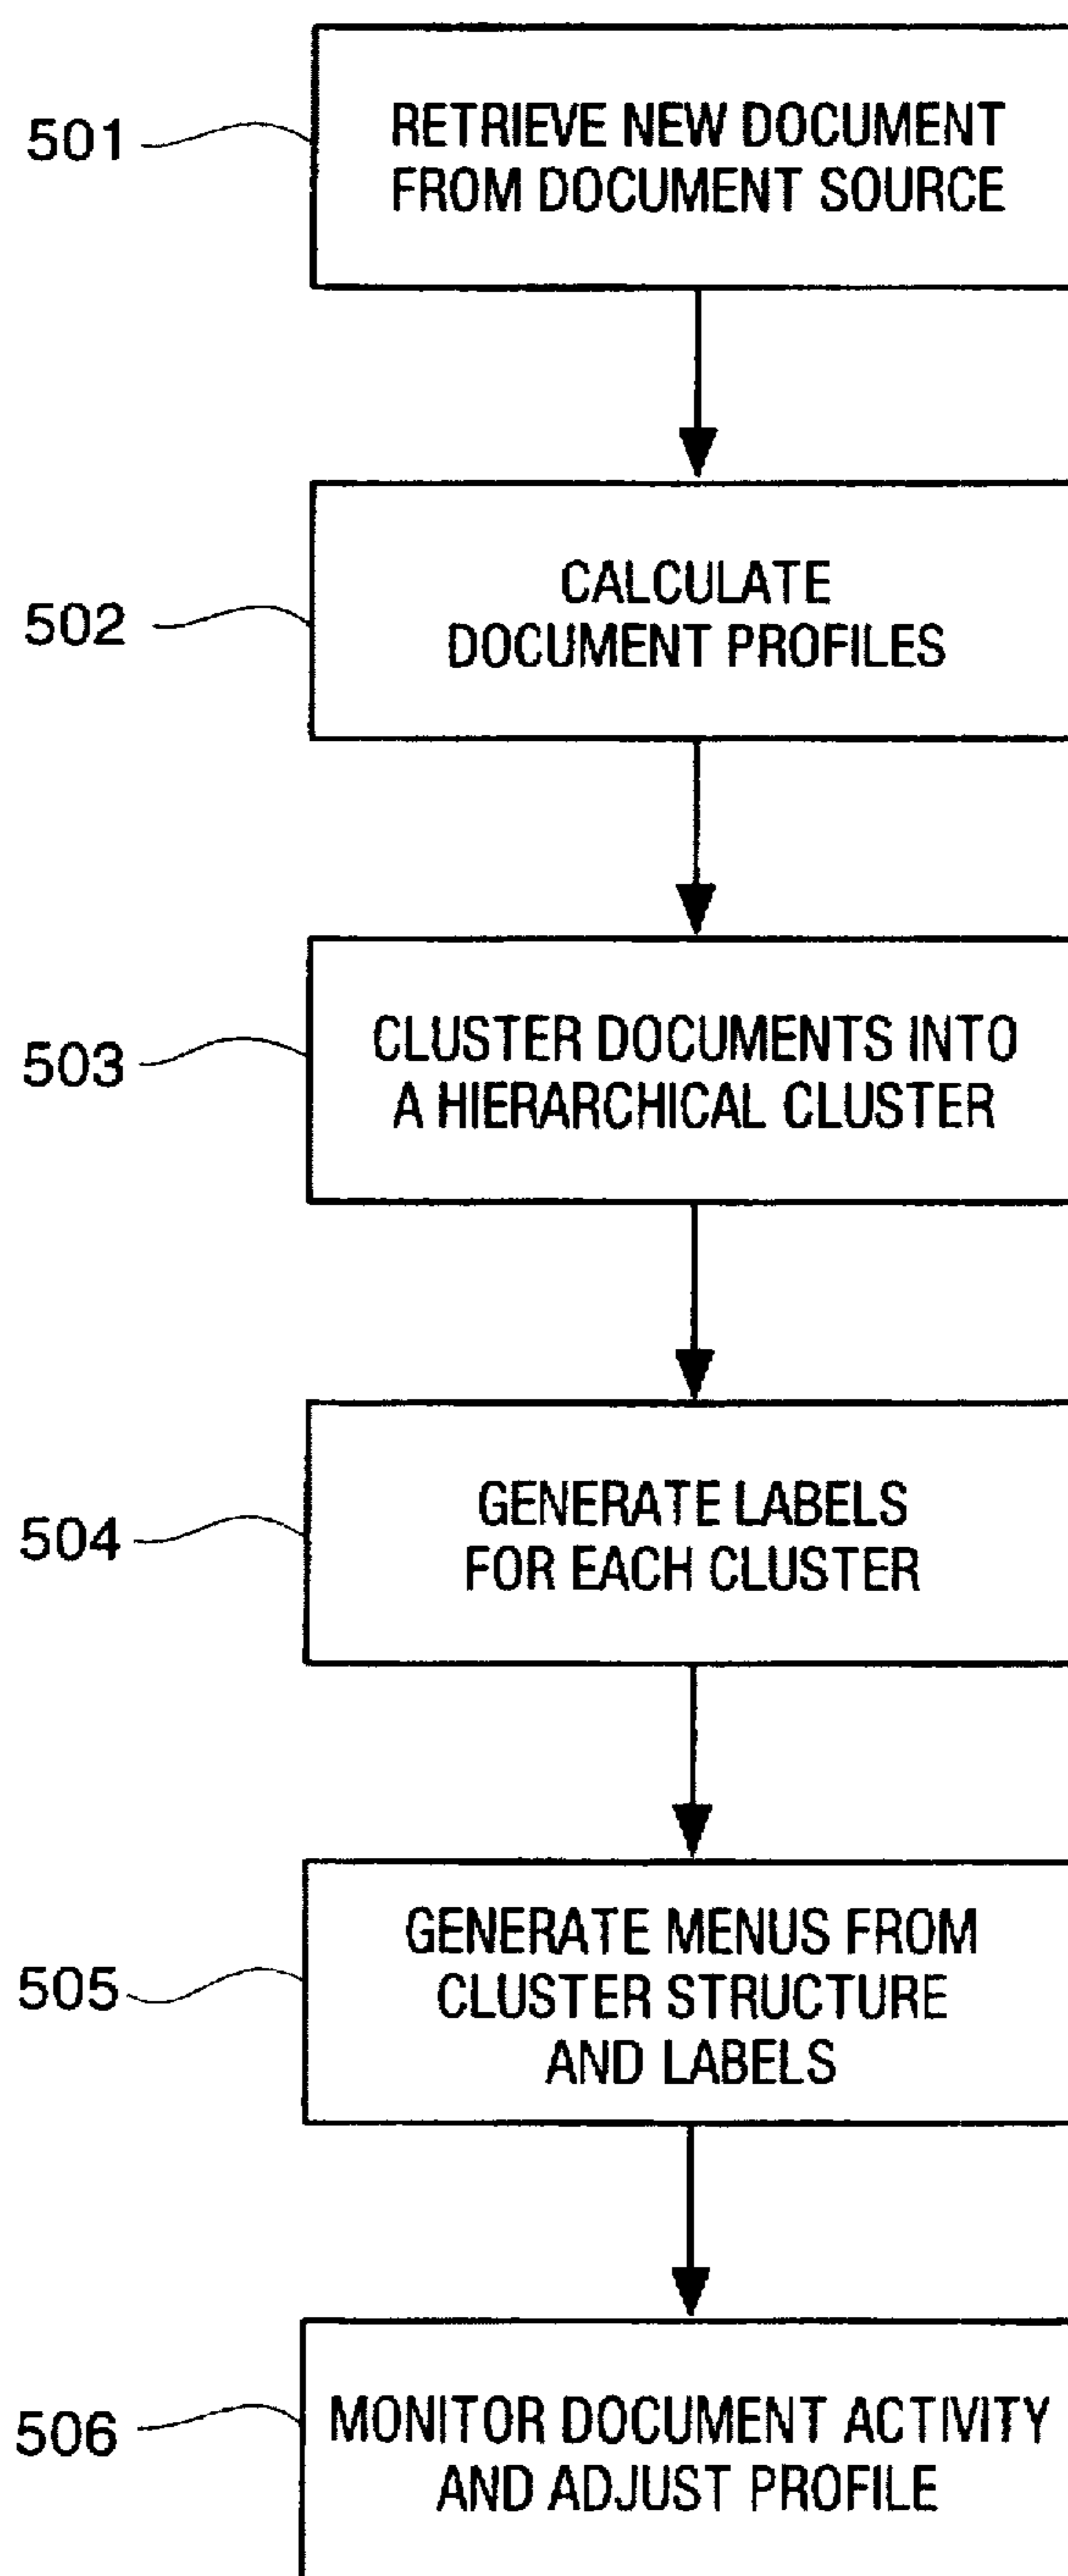 501
RETRIEVE NEW DOCUMENT
FROM DOCUMENT SOURCE
502
CALCULATE
DOCUMENT PROFILES
503
CLUSTER DOCUMENTS INTO
A HIERARCHICAL CLUSTER
504
GENERATE LABELS
FOR EACH CLUSTER
505
GENERATE MENUS FROM
CLUSTER STRUCTURE
AND LABELS
506
MONITOR DOCUMENT ACTIVITY
AND ADJUST PROFILE